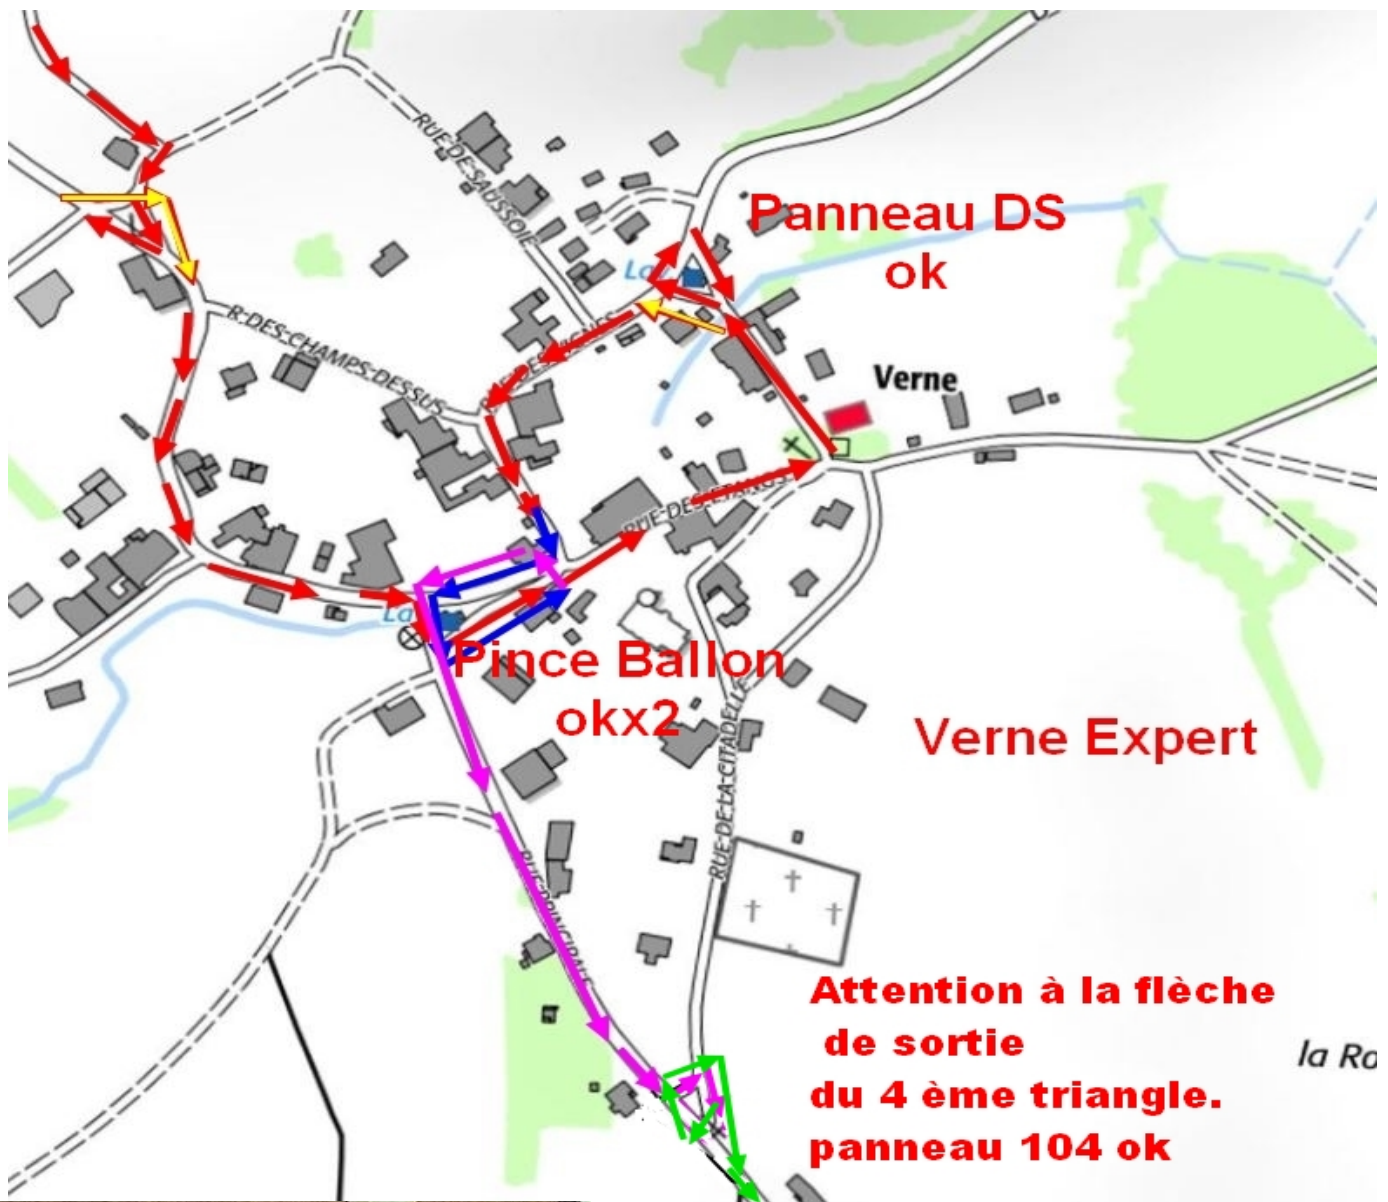 RUE DE SAUSSOIE
Panneau DS
ok
R. DES CHAMPS DESSUS
Verne
RUE DES ETANGS
La
Pince Ballon
okx2
RUE DE LA CITADELLE
Verne Expert
RUE PRINCIPALE
Attention à la flèche
de sortie
du 4 ème triangle.
panneau 104 ok
la Ro